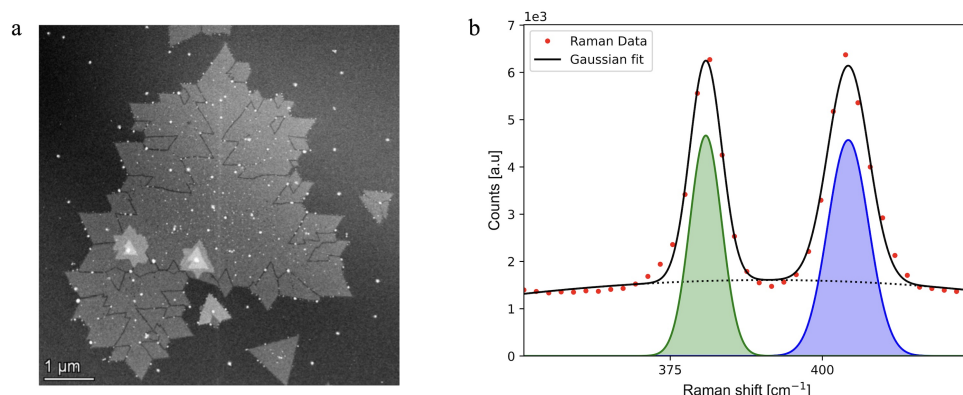 a
1 μm
b
1e3
7
6
5
4
3
2
1
0
Counts [a.u]
Raman Data
Gaussian fit
375
400
Raman shift [cm⁻¹]